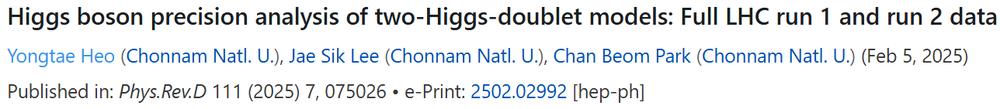 Higgs boson precision analysis of two-Higgs-doublet models: Full LHC run 1 and run 2 data
Yongtae Heo (Chonnam Natl. U.), Jae Sik Lee (Chonnam Natl. U.), Chan Beom Park (Chonnam Natl. U.) (Feb 5, 2025)
Published in: Phys.Rev.D 111 (2025) 7, 075026 • e-Print: 2502.02992 [hep-ph]